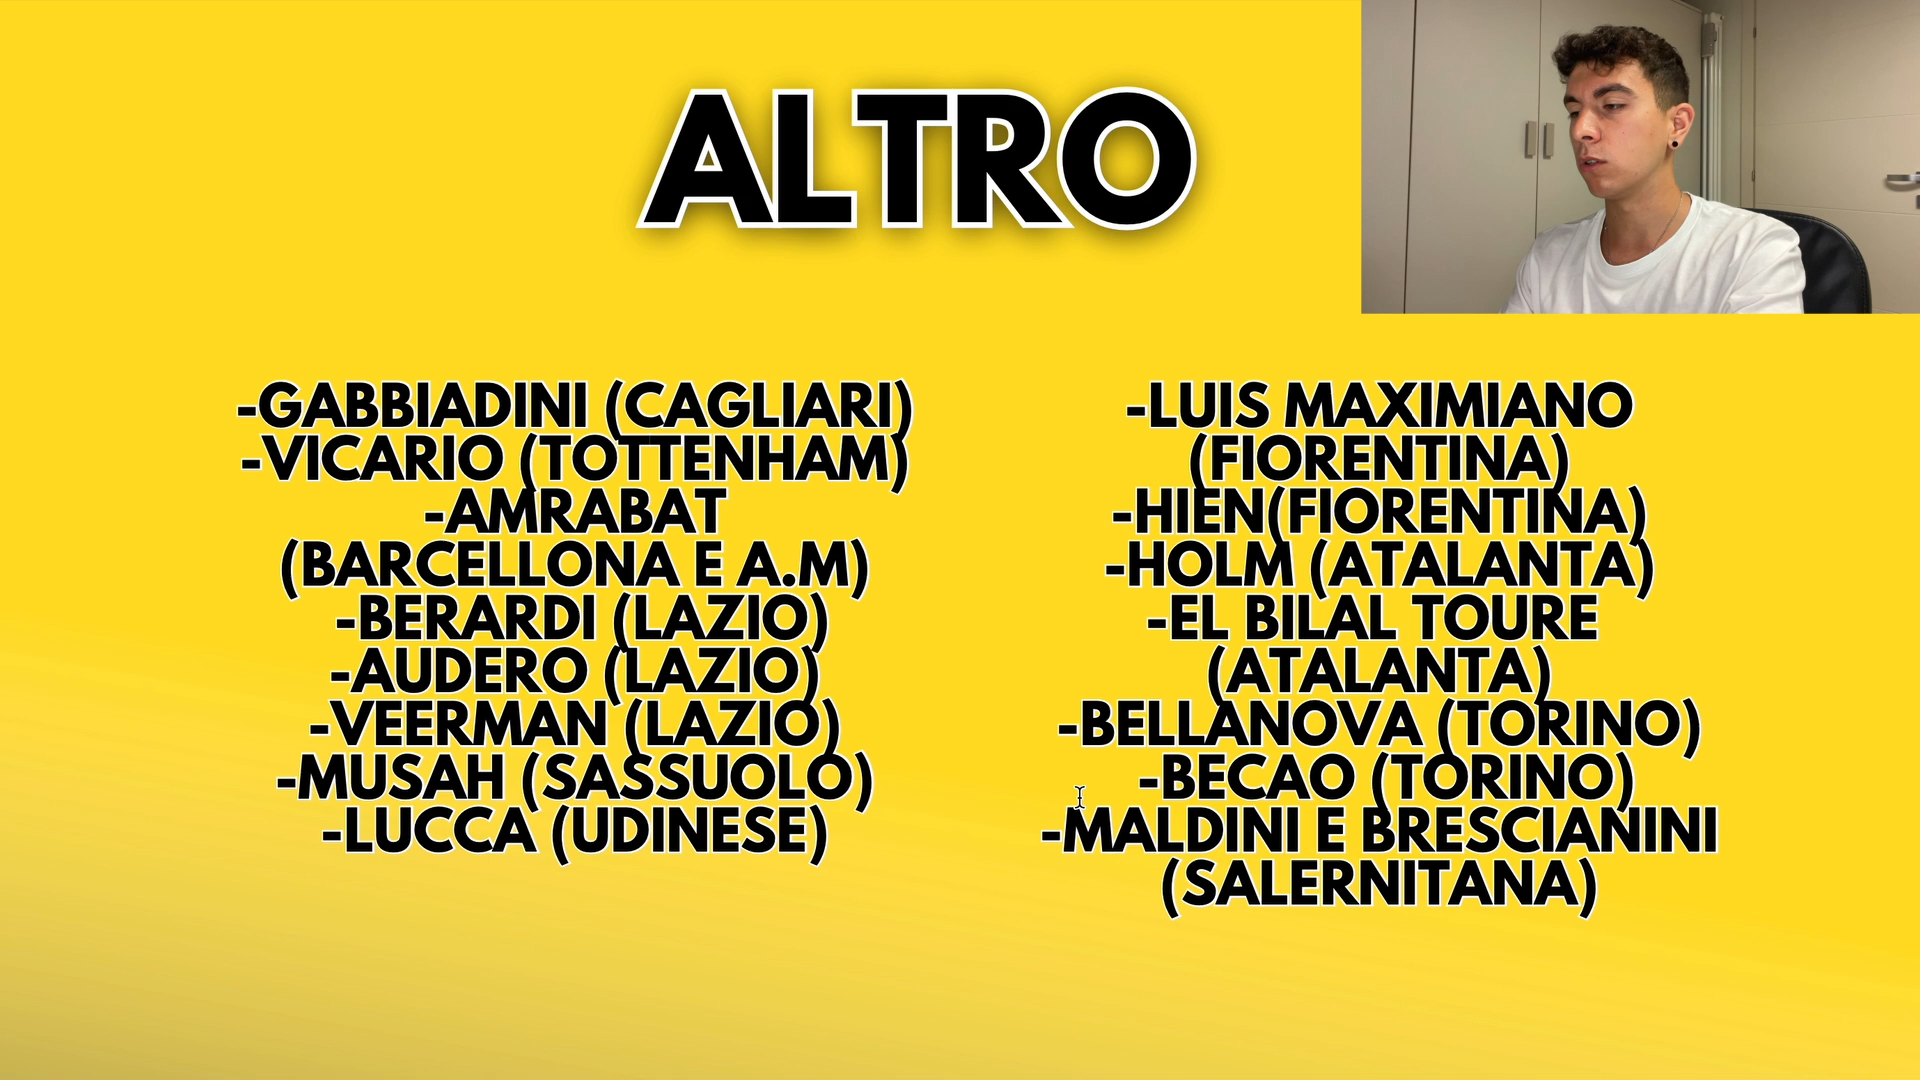 ALTRO
-GABBIADINI (CAGLIARI)
-VICARIO (TOTTENHAM)
-AMRABAT
(BARCELLONA E A.M)
-BERARDI (LAZIO)
-AUDERO (LAZIO)
-VEERMAN (LAZIO)
-MUSAH (SASSUOLO)
-LUCCA (UDINESE)
-LUIS MAXIMIANO
(FIORENTINA)
-HIEN(FIORENTINA)
-HOLM (ATALANTA)
-EL BILAL TOURE
(ATALANTA)
-BELLANOVA (TORINO)
-BECAO (TORINO)
-MALDINI E BRESCIANINI
(SALERNITANA)